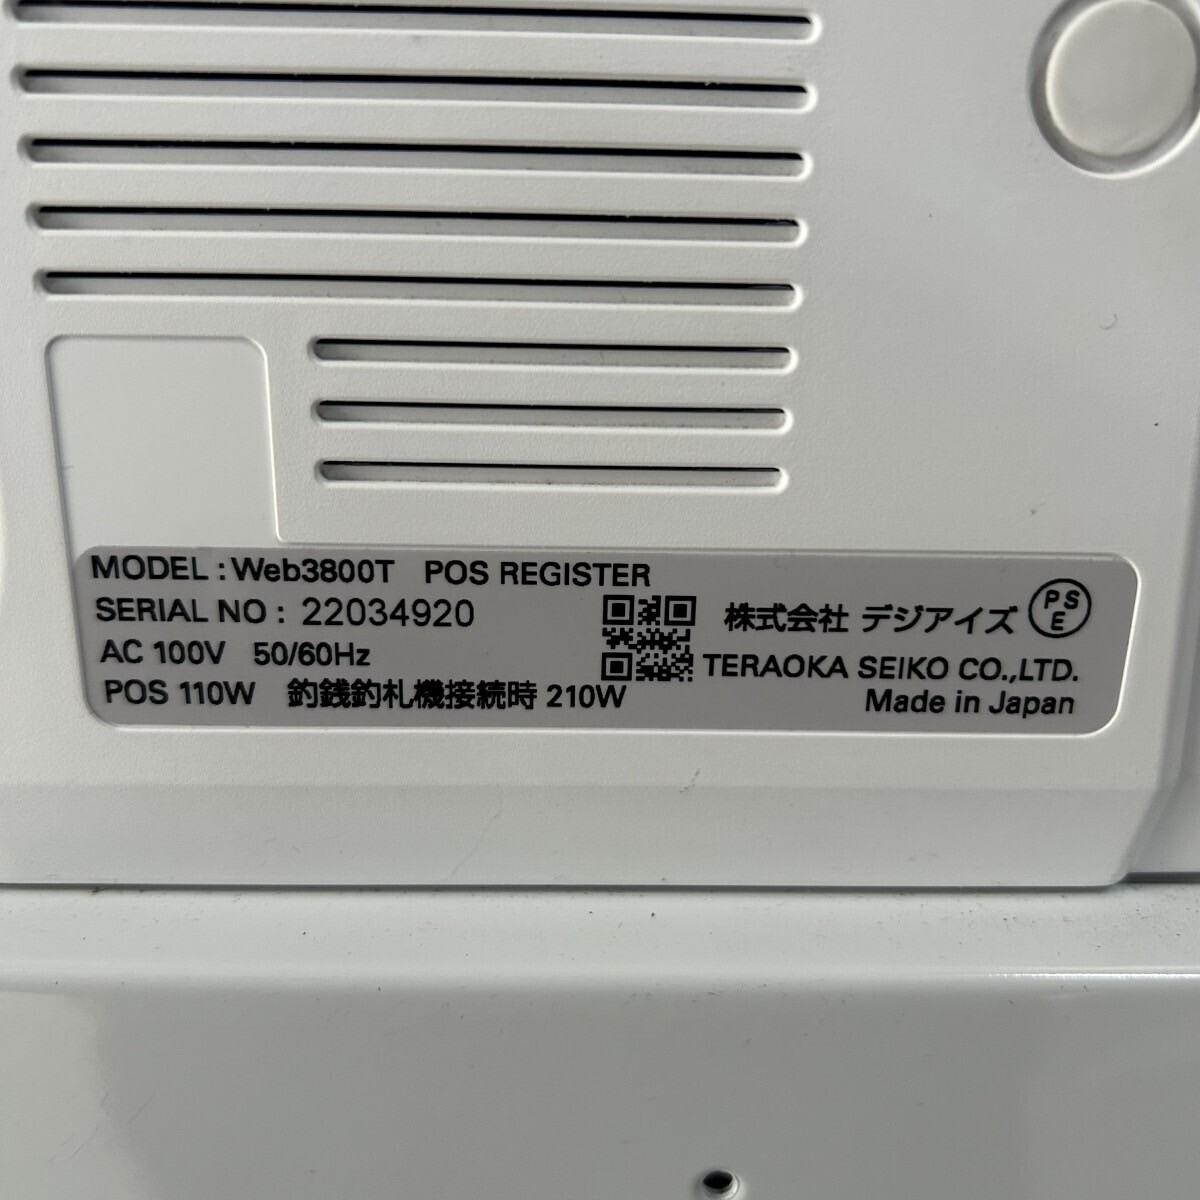 MODEL : Web3800T POS REGISTER
SERIAL NO : 22034920
AC 100V 50/60Hz
POS 110W 釣銭釣札機接続時 210W
株式会社 デジアイズ PSE
TERAOKA SEIKO CO.,LTD.
Made in Japan